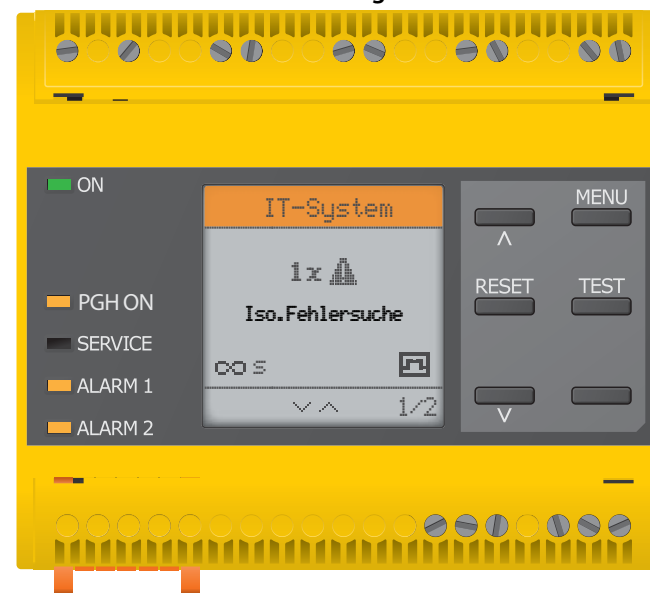 IT-System
ON
MENU
1x
PGH ON
RESET
TEST
Iso.Fehlersuche
SERVICE
∞ s
ALARM 1
1/2
ALARM 2